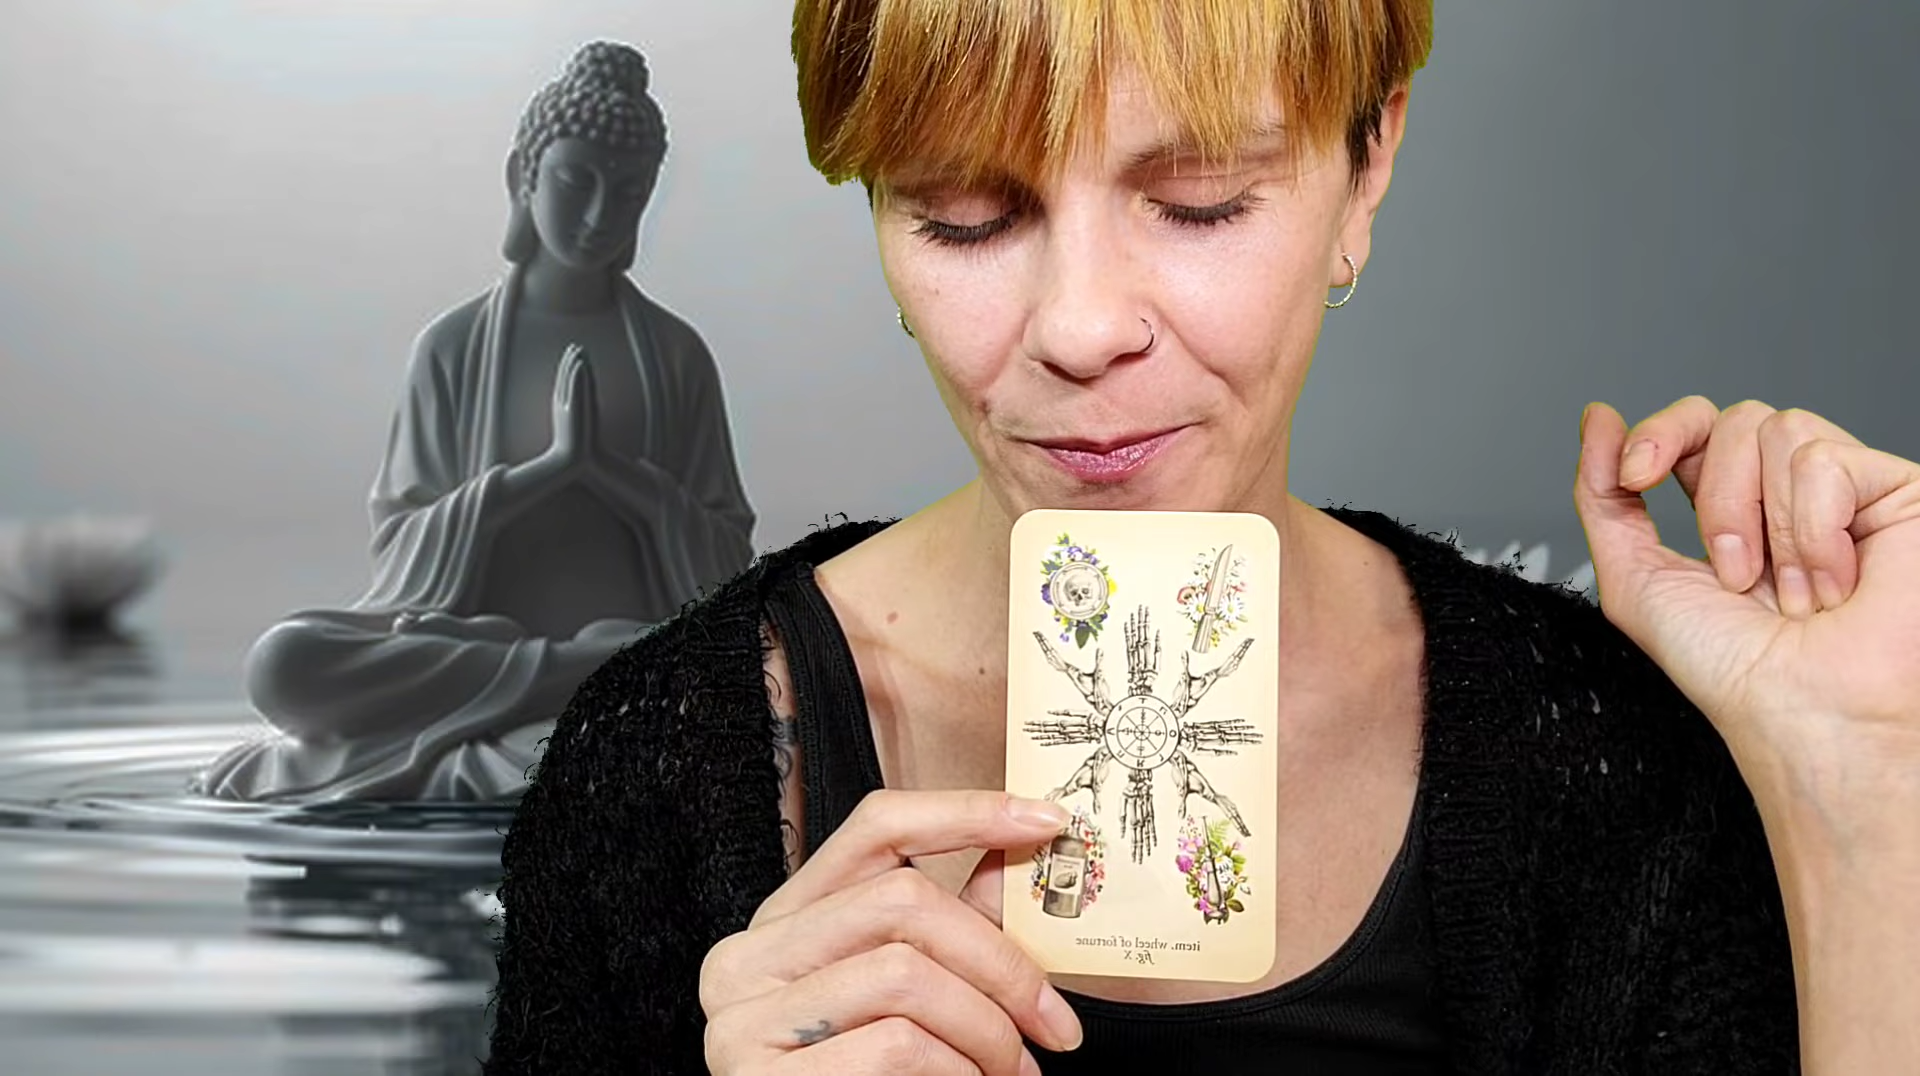 item. wheel of fortune
fig. X